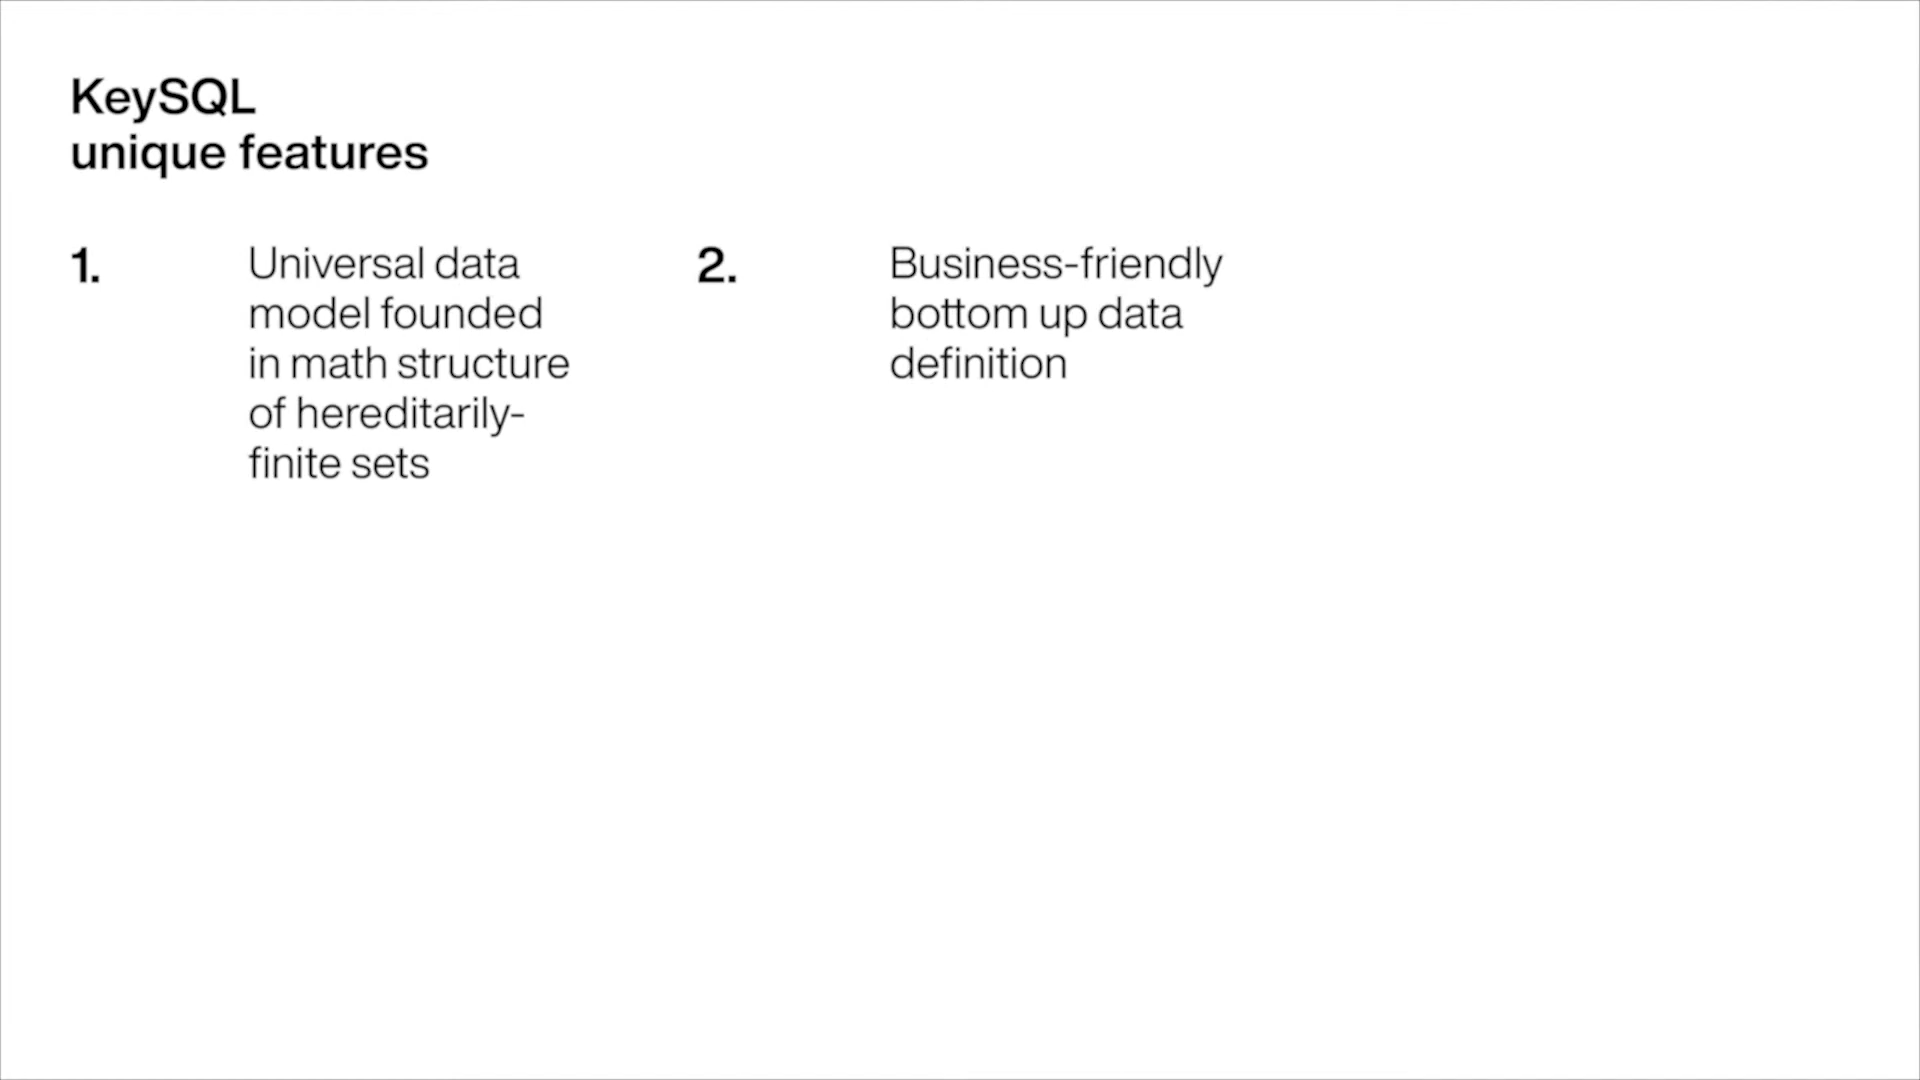 KeySQL
unique features
1.
Universal data
model founded
in math structure
of hereditarily-
finite sets
2.
Business-friendly
bottom up data
definition